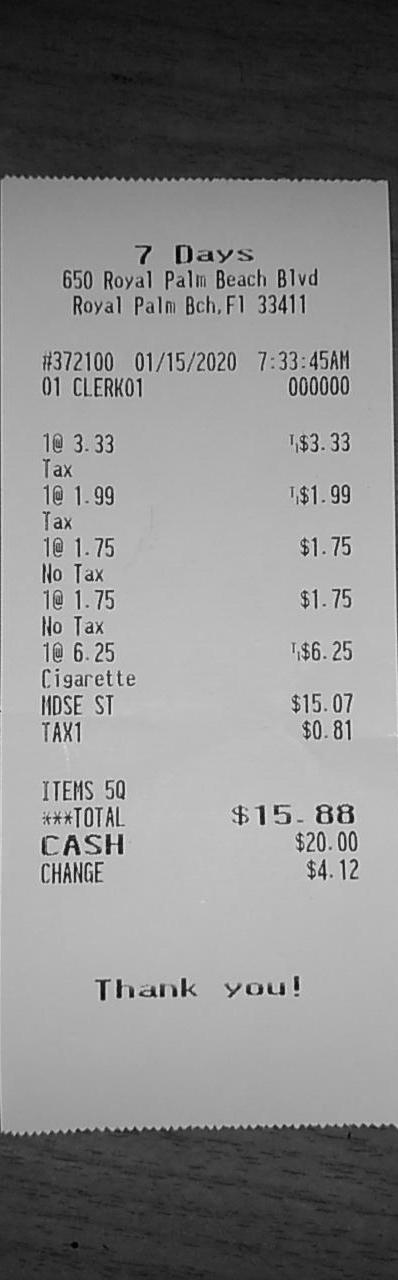 7 Days
650 Royal Palm Beach Blvd
Royal Palm Bch,Fl 33411
#372100 01/15/2020 7:33:45AM
01 CLERK01 000000
1@ 3.33 T1$3.33
Tax
1@ 1.99 T1$1.99
Tax
1@ 1.75 $1.75
No Tax
1@ 1.75 $1.75
No Tax
1@ 6.25 T1$6.25
Cigarette
MDSE ST $15.07
TAX1 $0.81
ITEMS 5Q
***TOTAL $15.88
CASH $20.00
CHANGE $4.12
Thank you!